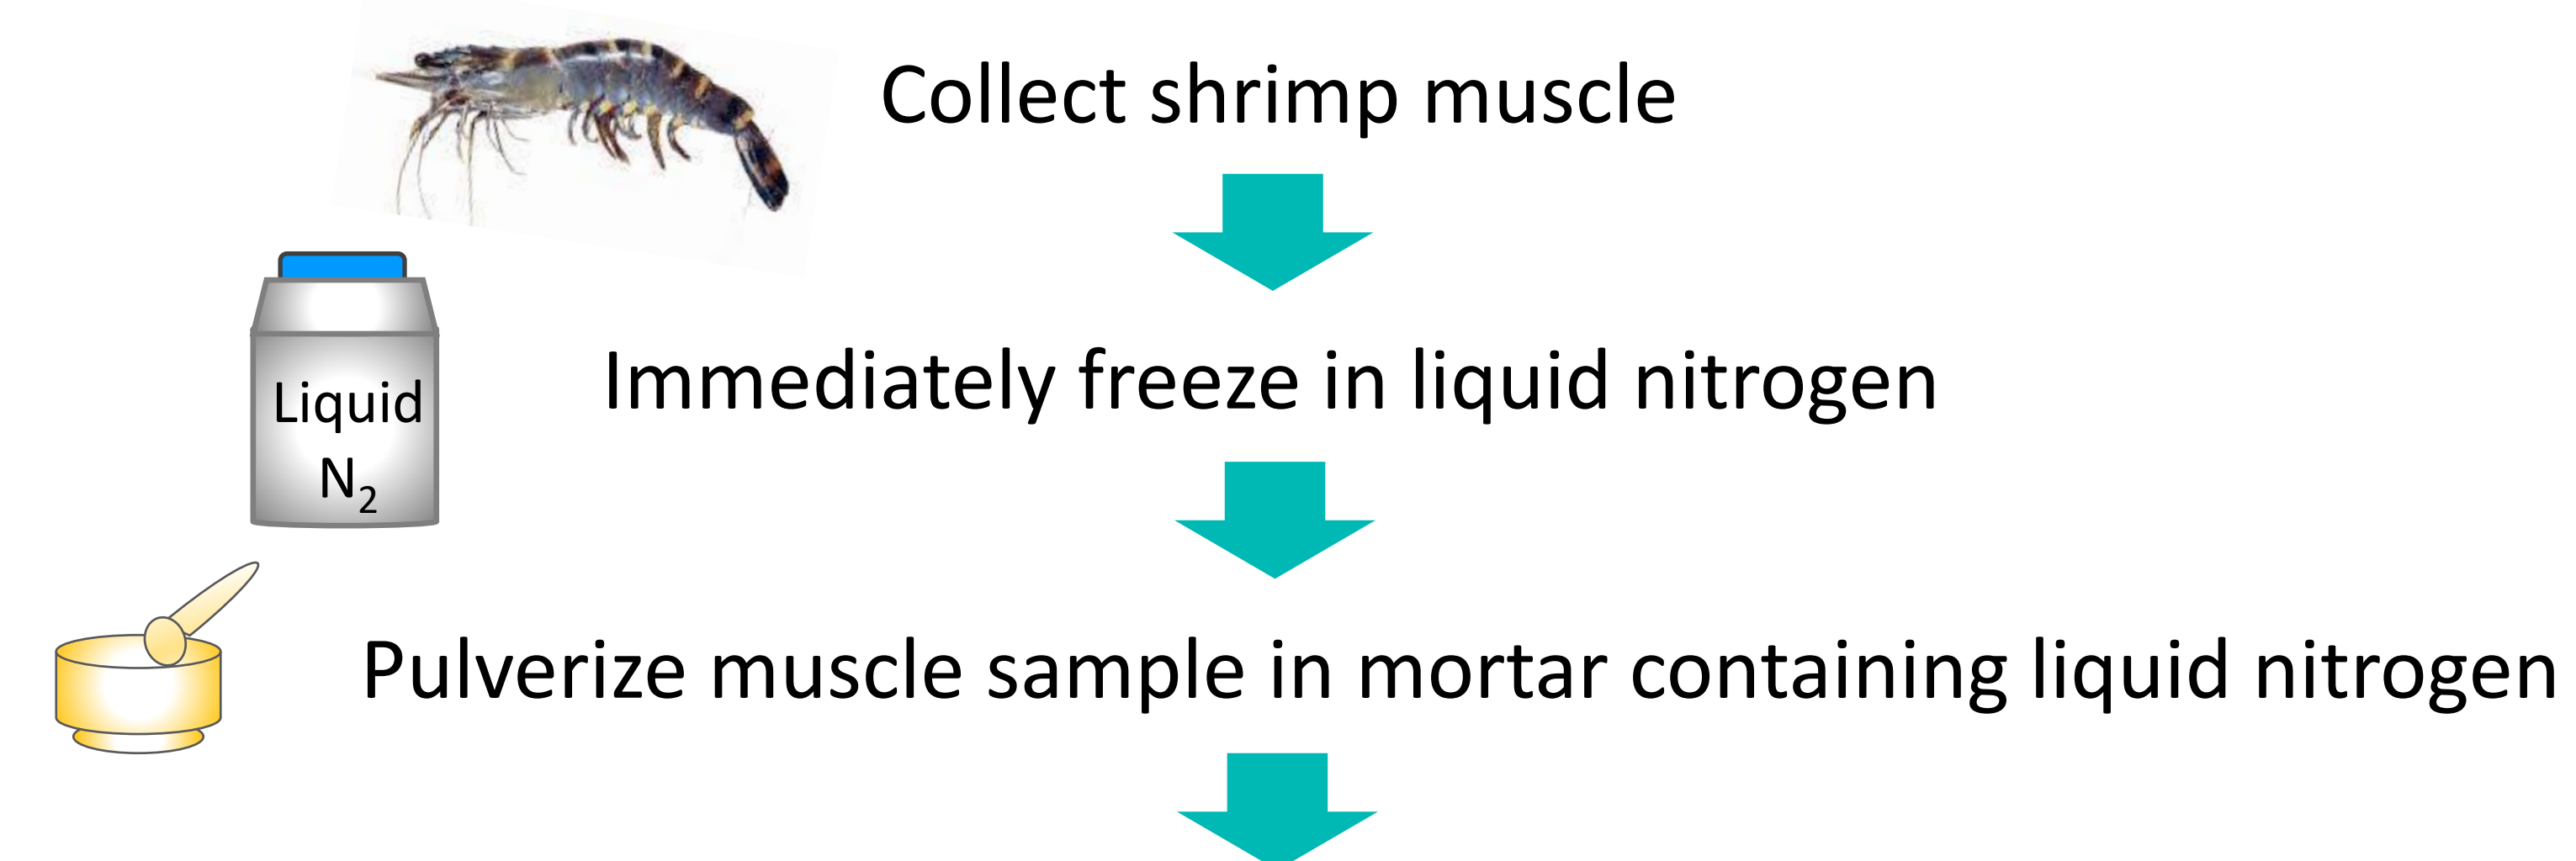 Collect shrimp muscle
Liquid
N₂
Immediately freeze in liquid nitrogen
Pulverize muscle sample in mortar containing liquid nitrogen